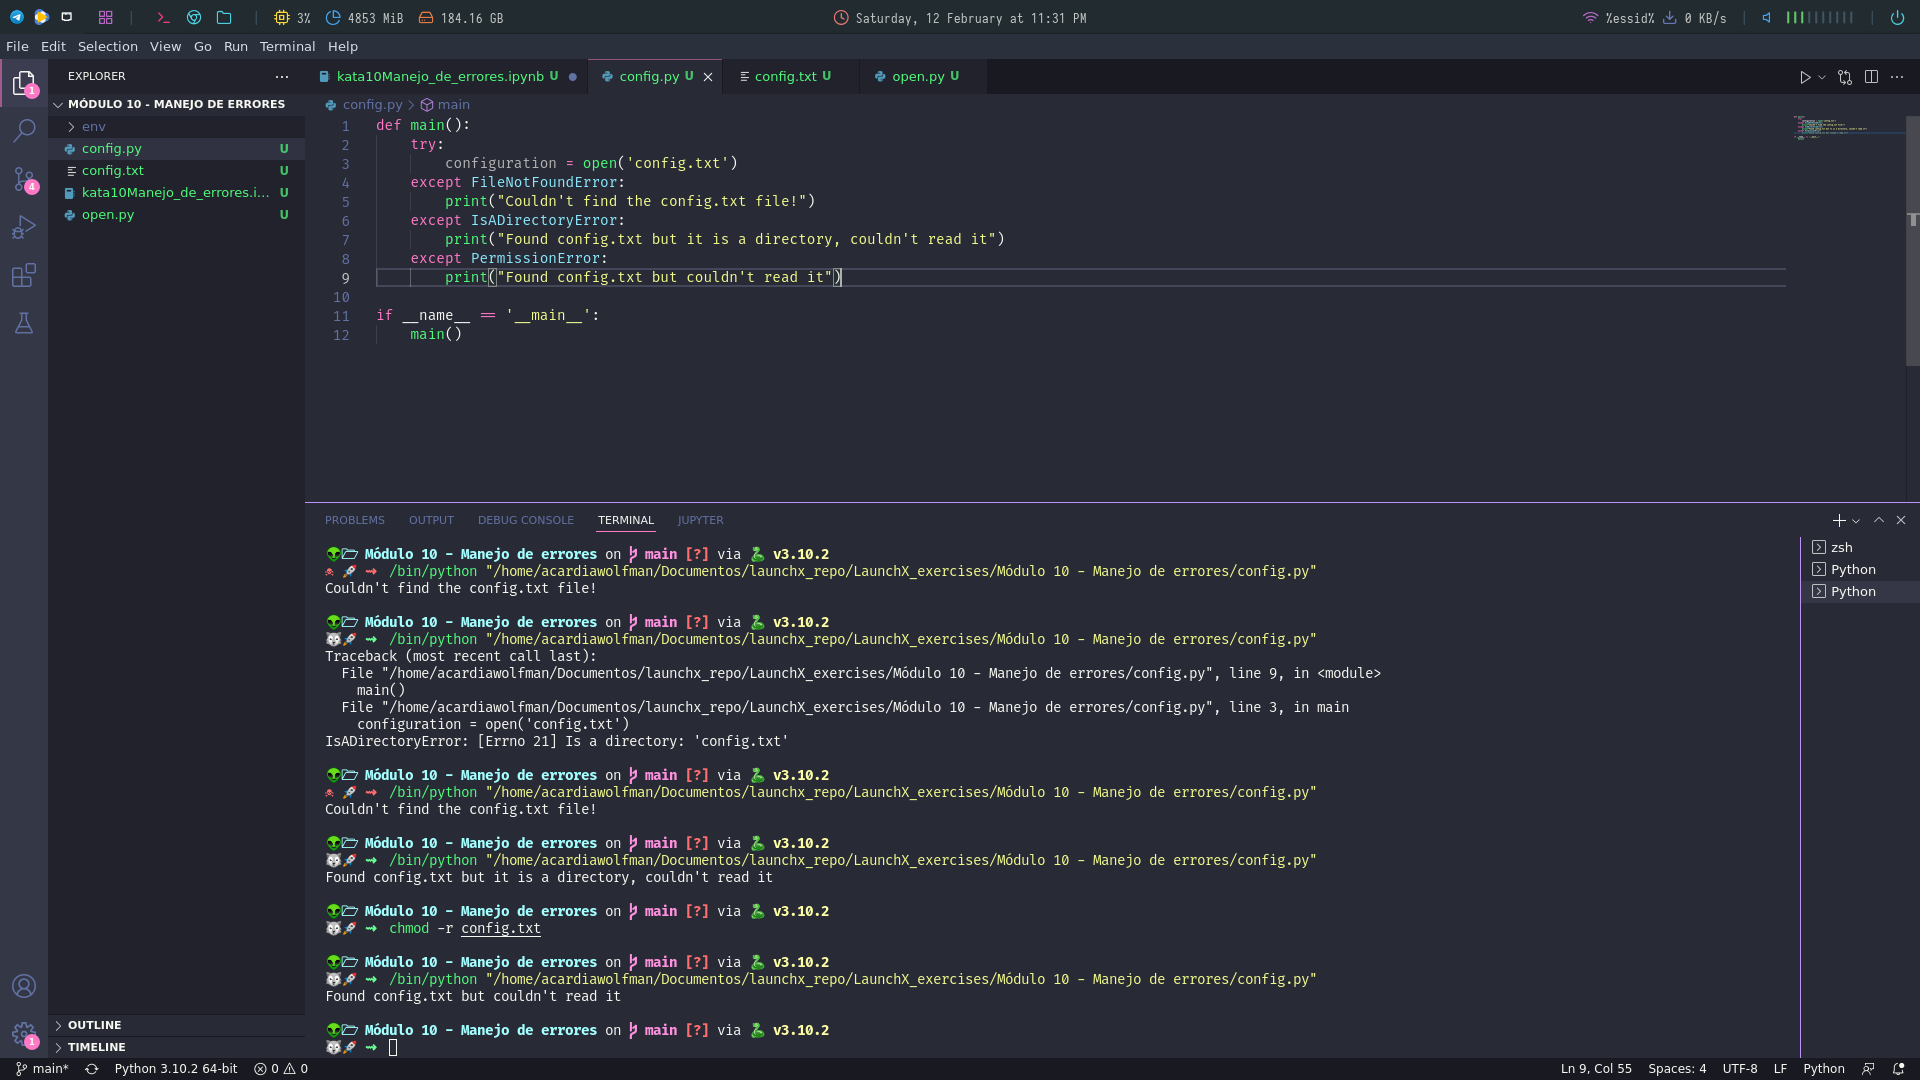 3% 4853 MiB 184.16 GB Saturday, 12 February at 11:31 PM %essid% 0 KB/s
File Edit Selection View Go Run Terminal Help
EXPLORER
MÓDULO 10 - MANEJO DE ERRORES
env
config.py U
config.txt U
kata10Manejo_de_errores.i... U
open.py U
OUTLINE
TIMELINE
1
4
1
kata10Manejo_de_errores.ipynb U config.py U config.txt U open.py U
config.py > main
1 def main():
2     try:
3         configuration = open('config.txt')
4     except FileNotFoundError:
5         print("Couldn't find the config.txt file!")
6     except IsADirectoryError:
7         print("Found config.txt but it is a directory, couldn't read it")
8     except PermissionError:
9         print("Found config.txt but couldn't read it")
10
11 if __name__ == '__main__':
12     main()
PROBLEMS OUTPUT DEBUG CONSOLE TERMINAL JUPYTER
Módulo 10 - Manejo de errores on main [?] via v3.10.2
/bin/python "/home/acardiawolfman/Documentos/launchx_repo/LaunchX_exercises/Módulo 10 - Manejo de errores/config.py"
Couldn't find the config.txt file!
Módulo 10 - Manejo de errores on main [?] via v3.10.2
/bin/python "/home/acardiawolfman/Documentos/launchx_repo/LaunchX_exercises/Módulo 10 - Manejo de errores/config.py"
Traceback (most recent call last):
  File "/home/acardiawolfman/Documentos/launchx_repo/LaunchX_exercises/Módulo 10 - Manejo de errores/config.py", line 9, in <module>
    main()
  File "/home/acardiawolfman/Documentos/launchx_repo/LaunchX_exercises/Módulo 10 - Manejo de errores/config.py", line 3, in main
    configuration = open('config.txt')
IsADirectoryError: [Errno 21] Is a directory: 'config.txt'
Módulo 10 - Manejo de errores on main [?] via v3.10.2
/bin/python "/home/acardiawolfman/Documentos/launchx_repo/LaunchX_exercises/Módulo 10 - Manejo de errores/config.py"
Couldn't find the config.txt file!
Módulo 10 - Manejo de errores on main [?] via v3.10.2
/bin/python "/home/acardiawolfman/Documentos/launchx_repo/LaunchX_exercises/Módulo 10 - Manejo de errores/config.py"
Found config.txt but it is a directory, couldn't read it
Módulo 10 - Manejo de errores on main [?] via v3.10.2
chmod -r config.txt
Módulo 10 - Manejo de errores on main [?] via v3.10.2
/bin/python "/home/acardiawolfman/Documentos/launchx_repo/LaunchX_exercises/Módulo 10 - Manejo de errores/config.py"
Found config.txt but couldn't read it
Módulo 10 - Manejo de errores on main [?] via v3.10.2
zsh
Python
Python
main* Python 3.10.2 64-bit 0 0 Ln 9, Col 55 Spaces: 4 UTF-8 LF Python